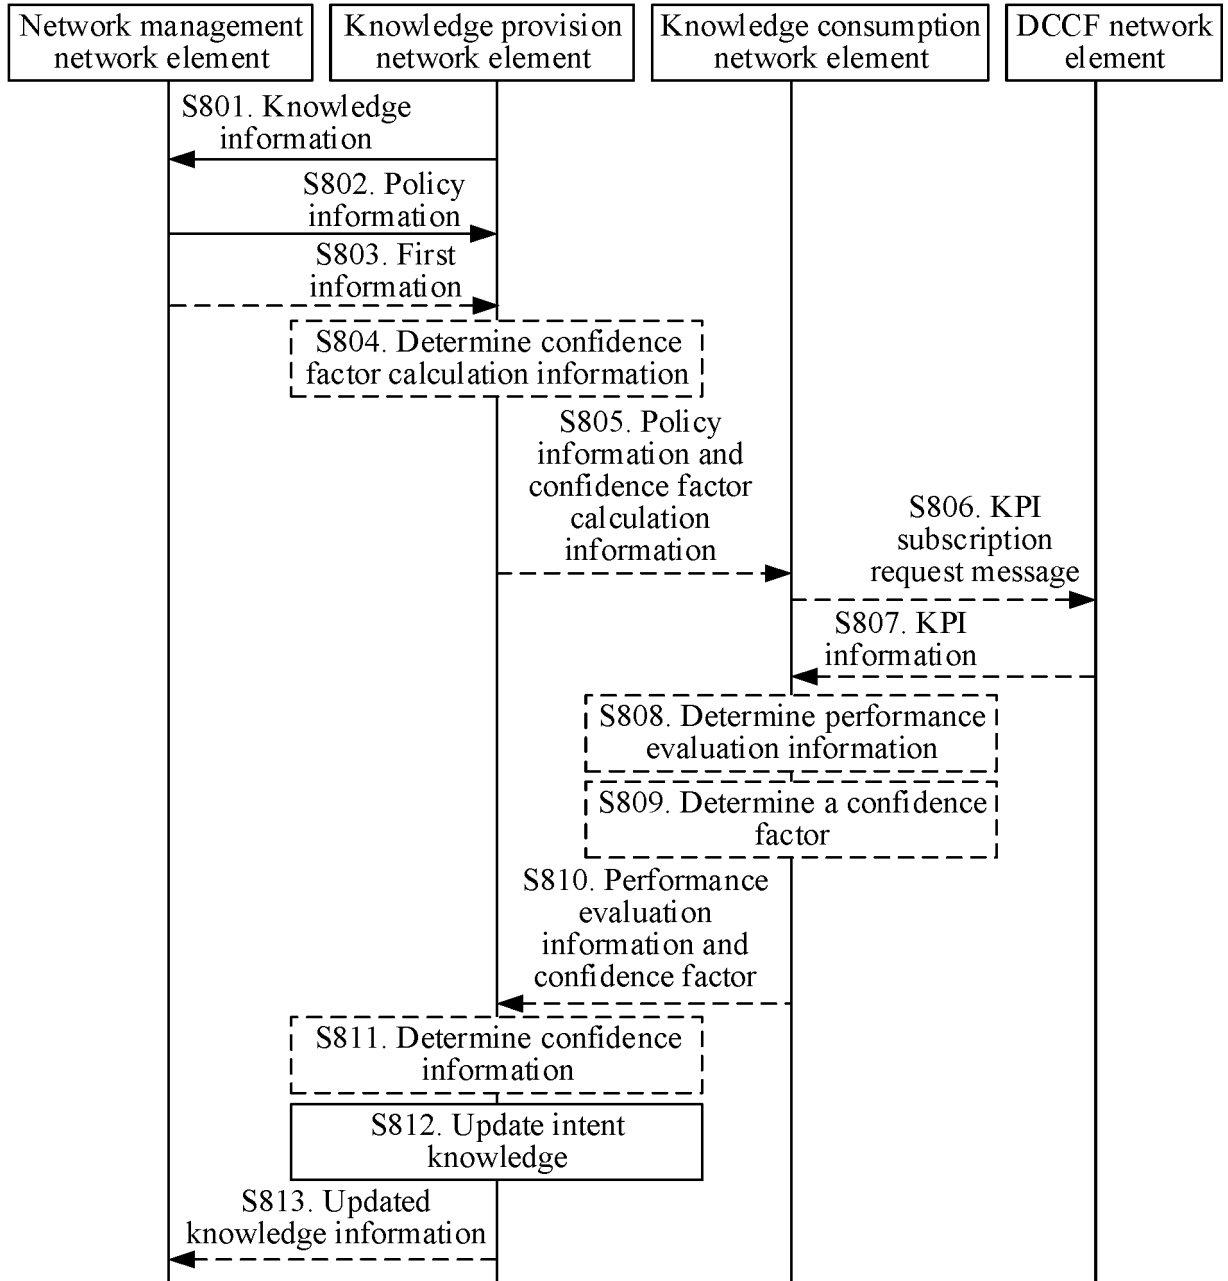 Network management
network element
Knowledge provision
network element
Knowledge consumption
network element
DCCF network
element
S801. Knowledge
information
S802. Policy
information
S803. First
information
S804. Determine confidence
factor calculation information
S805. Policy
information and
confidence factor
calculation
information
S806. KPI
subscription
request message
S807. KPI
information
S808. Determine performance
evaluation information
S809. Determine a confidence
factor
S810. Performance
evaluation
information and
confidence factor
S811. Determine confidence
information
S812. Update intent
knowledge
S813. Updated
knowledge information